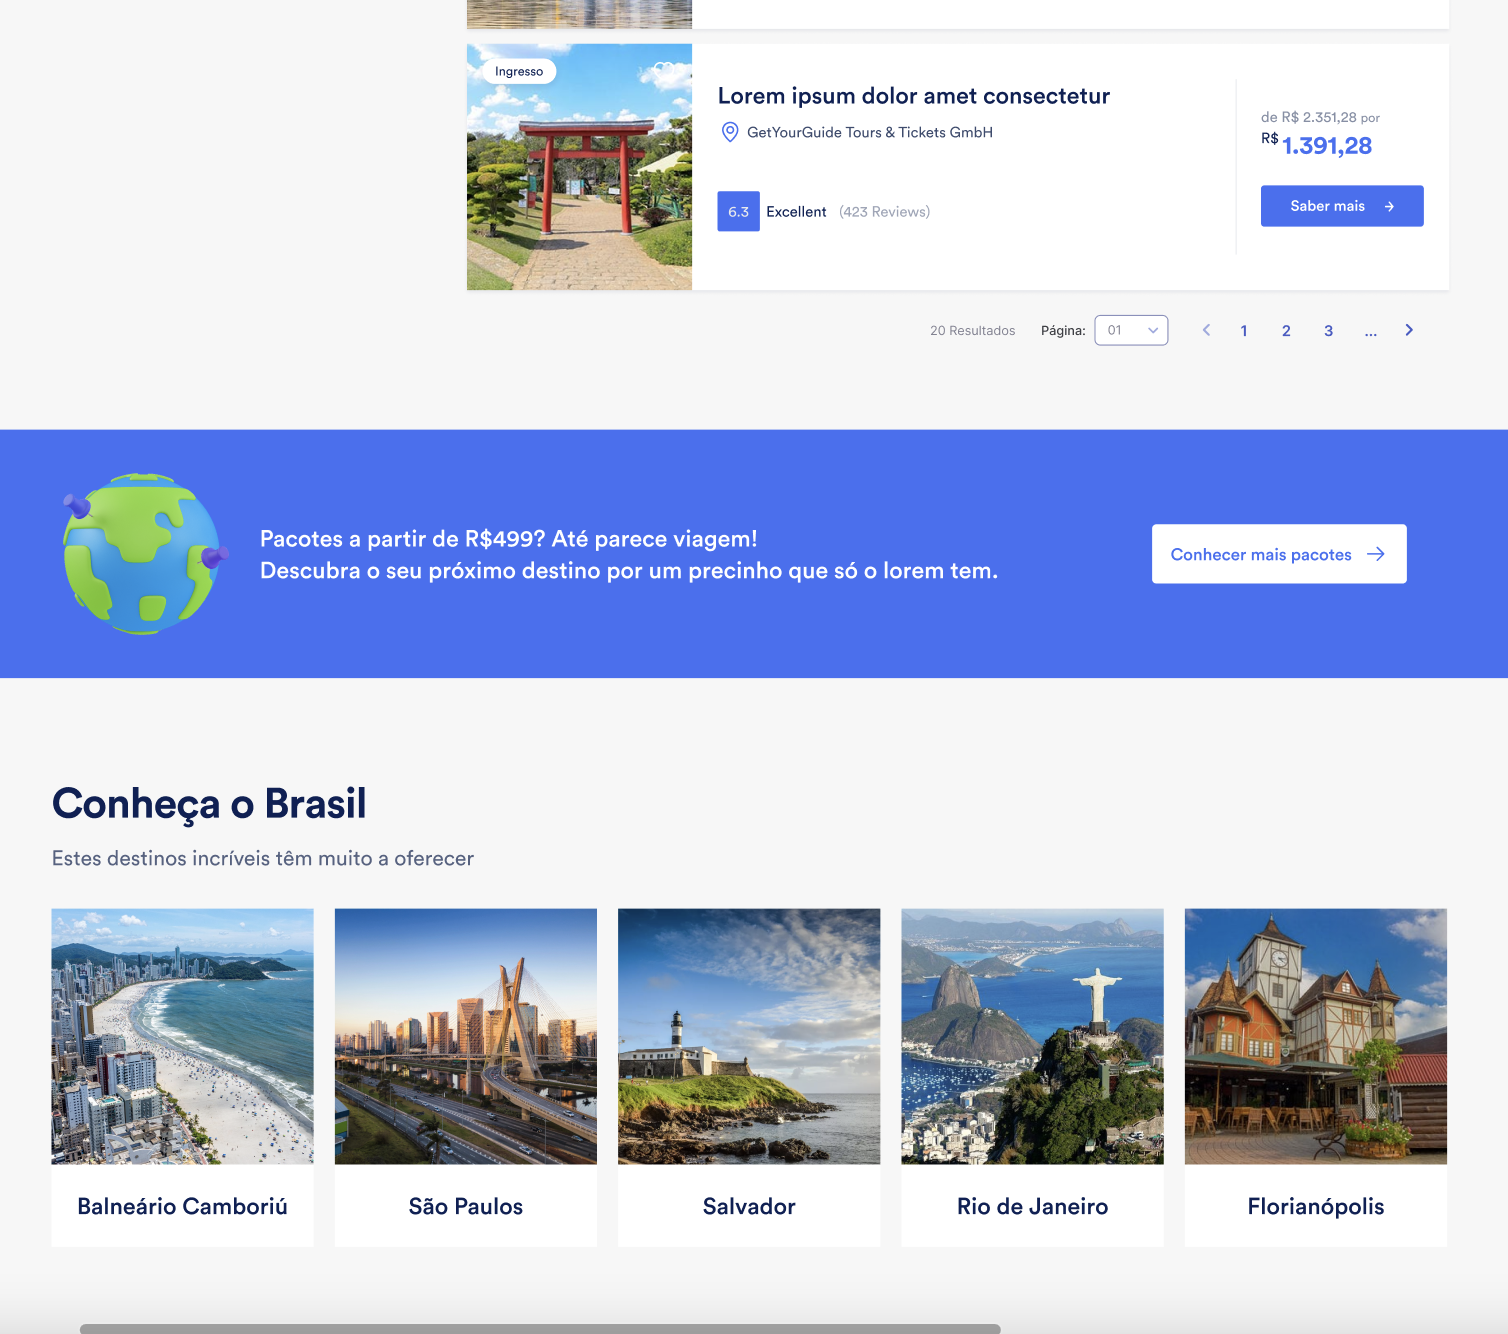 Ingresso
Lorem ipsum dolor amet consectetur
GetYourGuide Tours & Tickets GmbH
6.3 Excellent (423 Reviews)
de R$ 2.351,28 por
R$ 1.391,28
Saber mais
20 Resultados Página: 01 1 2 3 ...
Pacotes a partir de R$499? Até parece viagem!
Descubra o seu próximo destino por um precinho que só o lorem tem.
Conhecer mais pacotes
Conheça o Brasil
Estes destinos incríveis têm muito a oferecer
Balneário Camboriú
São Paulos
Salvador
Rio de Janeiro
Florianópolis